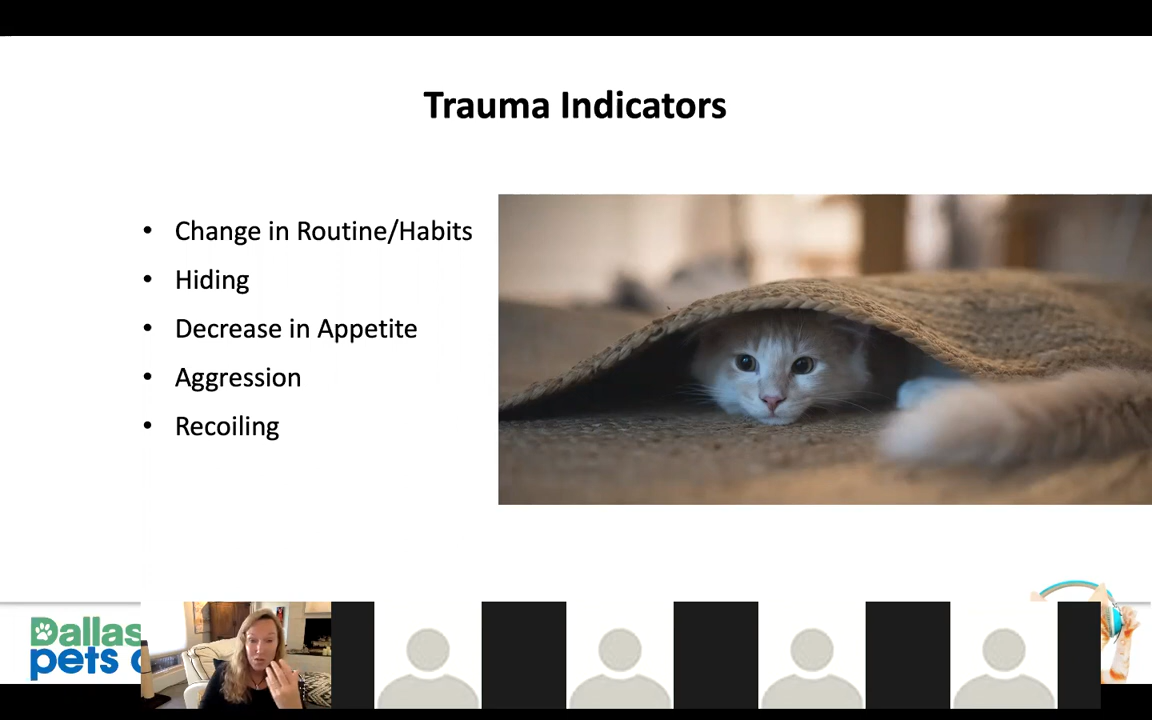 Trauma Indicators
• Change in Routine/Habits
• Hiding
• Decrease in Appetite
• Aggression
• Recoiling
Dallas
pets